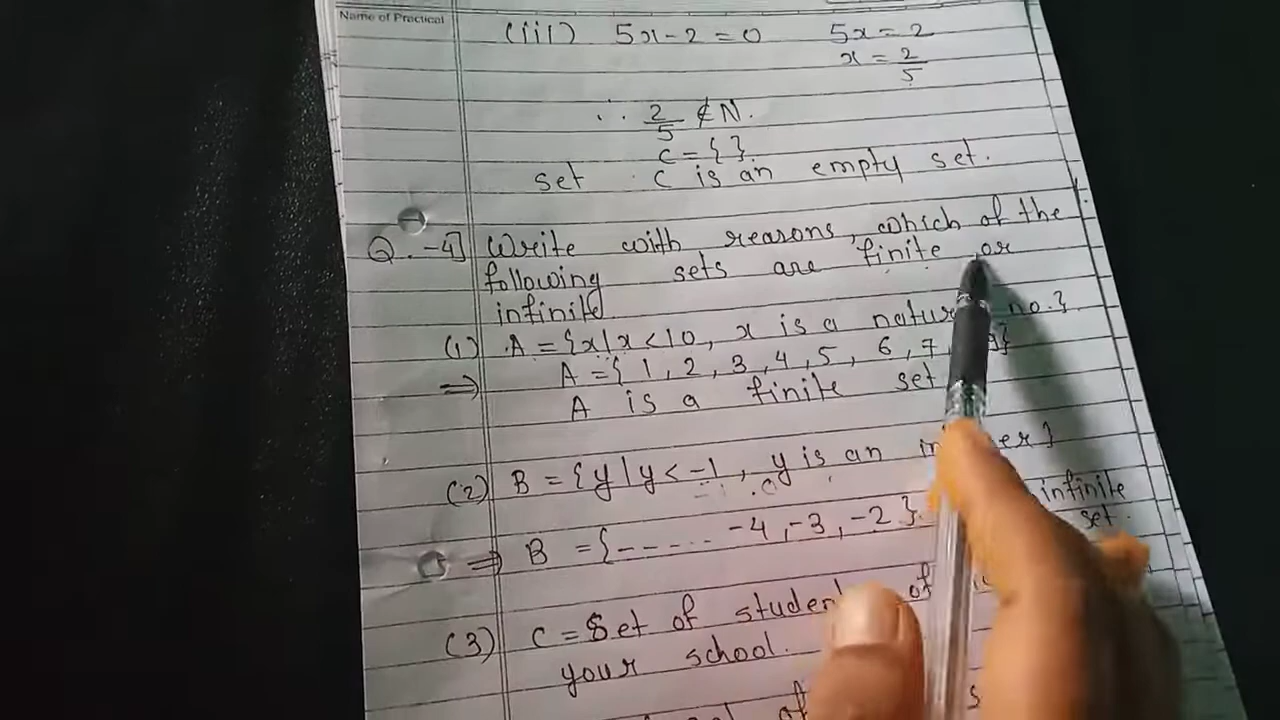 Name of Practical
(iii) 5x-2=0 5x=2
x = 2/5
∴ 2/5 ∉ N.
C={ }.
set C is an empty set.
Q.-4] Write with reasons, which of the
following sets are finite or
infinite.
(1) A = {x|x<10, x is a no.}
⇒ A = {1, 2, 3, 4, 5, 6, 7,
A is a finite set
(2) B = {y|y<-1, y is an
⇒ B = {----- -4, -3, -2}. infinite
set.
(3) C = Set of of
your school.
of